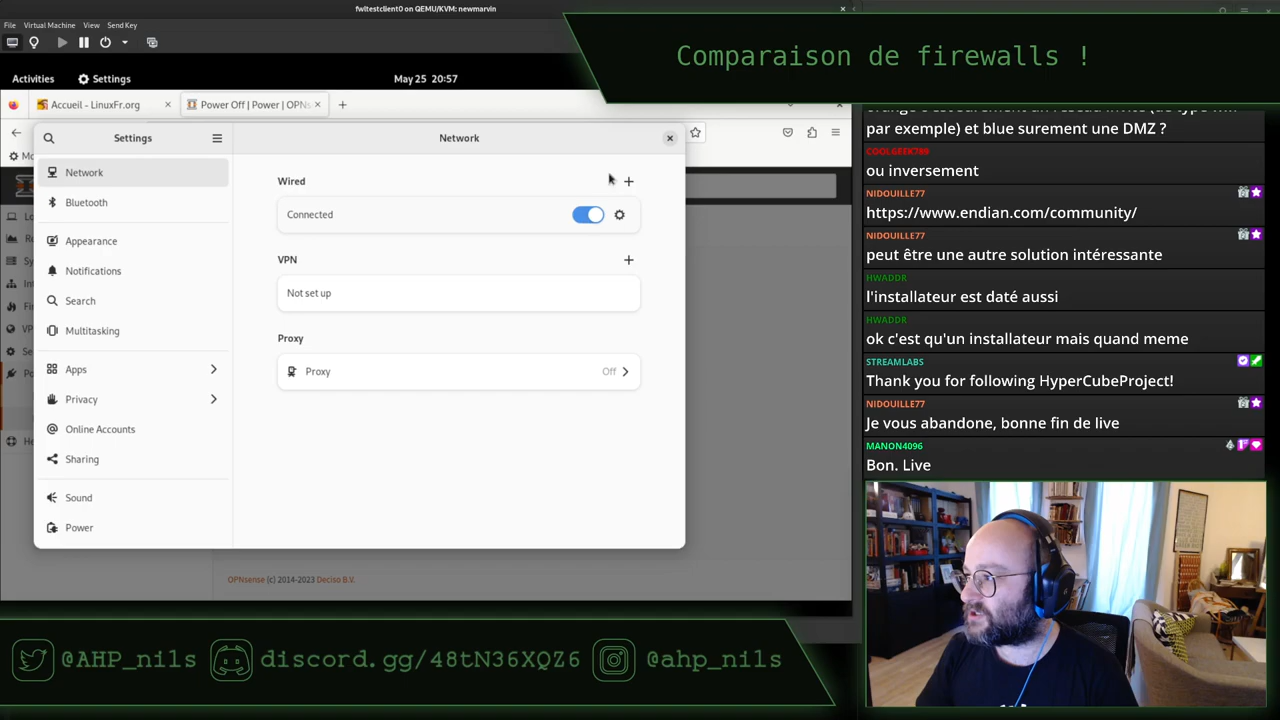 fwltestclient0 on QEMU/KVM: newmarvin
File Virtual Machine View Send Key
Activities Settings May 25 20:57
Accueil - LinuxFr.org Power Off | Power | OPN
Settings
Network
Network
Bluetooth
Appearance
Notifications
Search
Multitasking
Apps
Privacy
Online Accounts
Sharing
Sound
Power
Wired
Connected
VPN
Not set up
Proxy
Proxy Off
OPNsense (c) 2014-2023 Deciso B.V.
Comparaison de firewalls !
par exemple) et blue surement une DMZ ?
COOLGEEK789
ou inversement
NIDOUILLE77
https://www.endian.com/community/
NIDOUILLE77
peut être une autre solution intéressante
HWADDR
l'installateur est daté aussi
HWADDR
ok c'est qu'un installateur mais quand meme
STREAMLABS
Thank you for following HyperCubeProject!
NIDOUILLE77
Je vous abandone, bonne fin de live
MANON4096
Bon. Live
@AHP_nils discord.gg/48tN36XQZ6 @ahp_nils